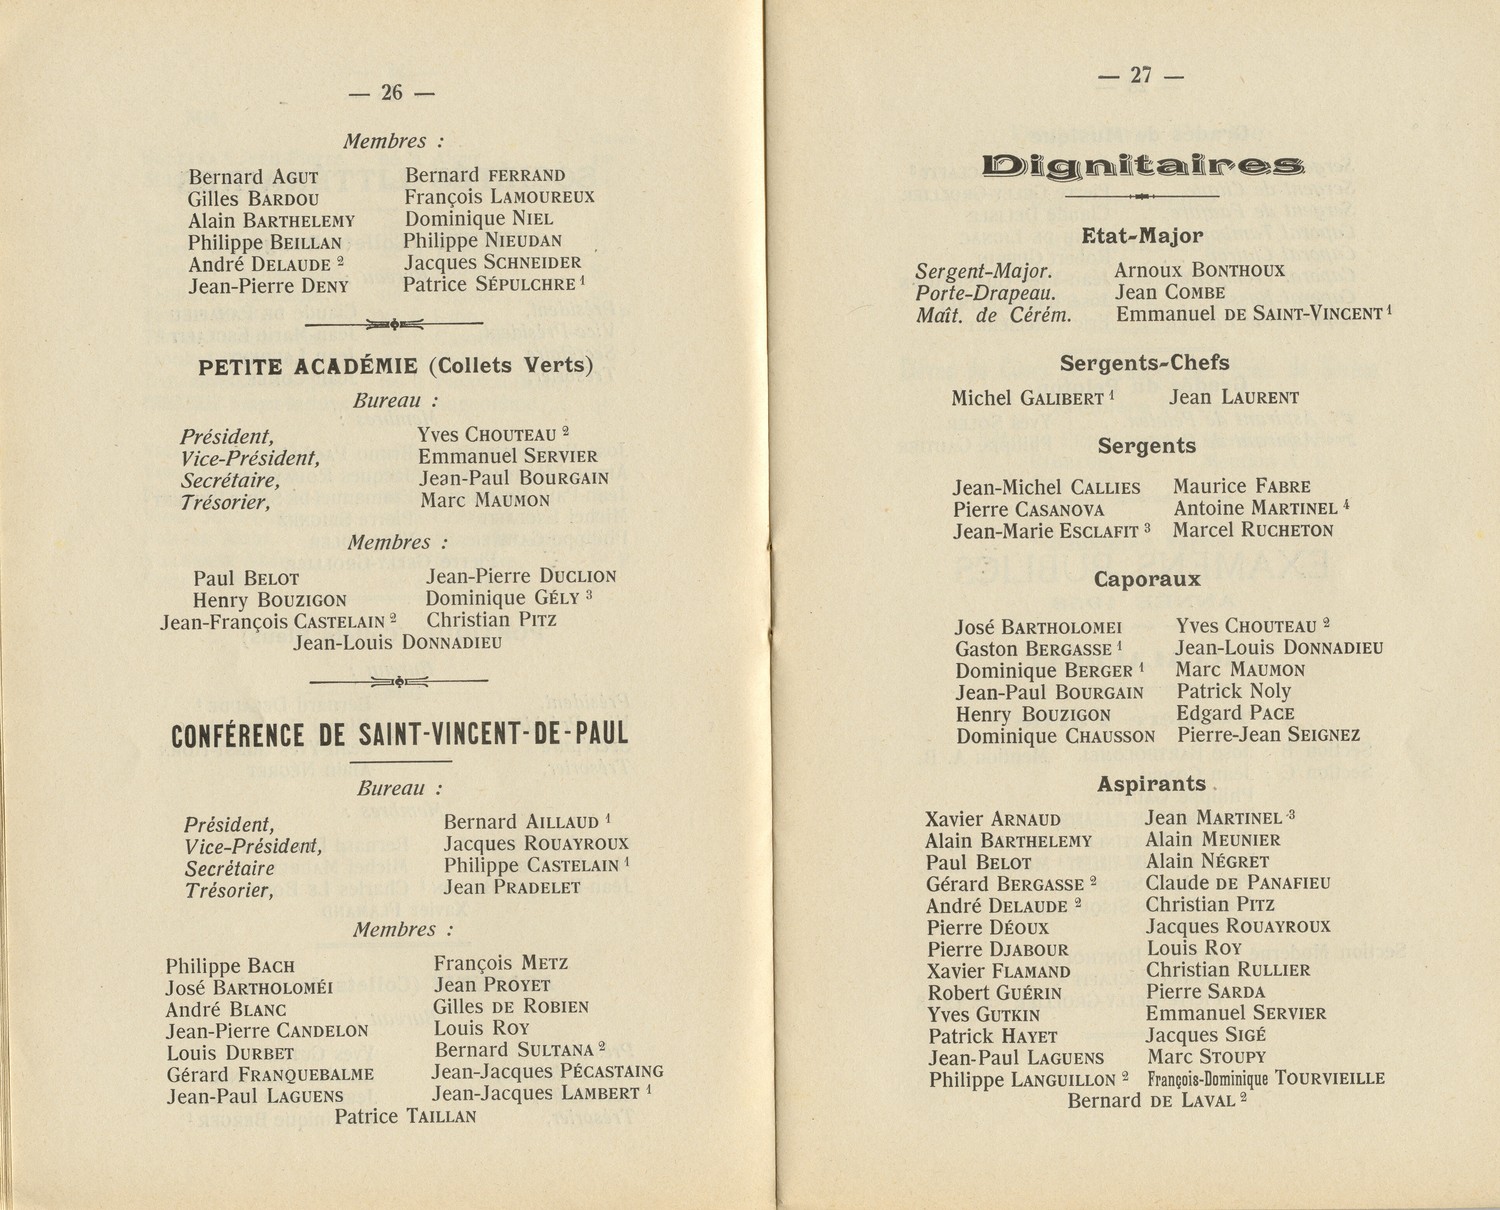 — 26 —
Membres :
Bernard AGUT Bernard FERRAND
Gilles BARDOU François LAMOUREUX
Alain BARTHELEMY Dominique NIEL
Philippe BEILLAN Philippe NIEUDAN
André DELAUDE ² Jacques SCHNEIDER
Jean-Pierre DENY Patrice SÉPULCHRE ¹
PETITE ACADÉMIE (Collets Verts)
Bureau :
Président, Yves CHOUTEAU ²
Vice-Président, Emmanuel SERVIER
Secrétaire, Jean-Paul BOURGAIN
Trésorier, Marc MAUMON
Membres :
Paul BELOT Jean-Pierre DUCLION
Henry BOUZIGON Dominique GÉLY ³
Jean-François CASTELAIN ² Christian PITZ
Jean-Louis DONNADIEU
CONFÉRENCE DE SAINT-VINCENT-DE-PAUL
Bureau :
Président, Bernard AILLAUD ¹
Vice-Président, Jacques ROUAYROUX
Secrétaire Philippe CASTELAIN ¹
Trésorier, Jean PRADELET
Membres :
Philippe BACH François METZ
José BARTHOLOMÉI Jean PROYET
André BLANC Gilles DE ROBIEN
Jean-Pierre CANDELON Louis ROY
Louis DURBET Bernard SULTANA ²
Gérard FRANQUEBALME Jean-Jacques PÉCASTAING
Jean-Paul LAGUENS Jean-Jacques LAMBERT ¹
Patrice TAILLAN
— 27 —
Dignitaires
Etat-Major
Sergent-Major. Arnoux BONTHOUX
Porte-Drapeau. Jean COMBE
Maît. de Cérém. Emmanuel DE SAINT-VINCENT ¹
Sergents-Chefs
Michel GALIBERT ¹ Jean LAURENT
Sergents
Jean-Michel CALLIES Maurice FABRE
Pierre CASANOVA Antoine MARTINEL ⁴
Jean-Marie ESCLAFIT ³ Marcel RUCHETON
Caporaux
José BARTHOLOMEI Yves CHOUTEAU ²
Gaston BERGASSE ¹ Jean-Louis DONNADIEU
Dominique BERGER ¹ Marc MAUMON
Jean-Paul BOURGAIN Patrick Noly
Henry BOUZIGON Edgard PACE
Dominique CHAUSSON Pierre-Jean SEIGNEZ
Aspirants
Xavier ARNAUD Jean MARTINEL ³
Alain BARTHELEMY Alain MEUNIER
Paul BELOT Alain NÉGRET
Gérard BERGASSE ² Claude DE PANAFIEU
André DELAUDE ² Christian PITZ
Pierre DÉOUX Jacques ROUAYROUX
Pierre DJABOUR Louis ROY
Xavier FLAMAND Christian RULLIER
Robert GUÉRIN Pierre SARDA
Yves GUTKIN Emmanuel SERVIER
Patrick HAYET Jacques SIGÉ
Jean-Paul LAGUENS Marc STOUPY
Philippe LANGUILLON ² François-Dominique TOURVIEILLE
Bernard DE LAVAL ²